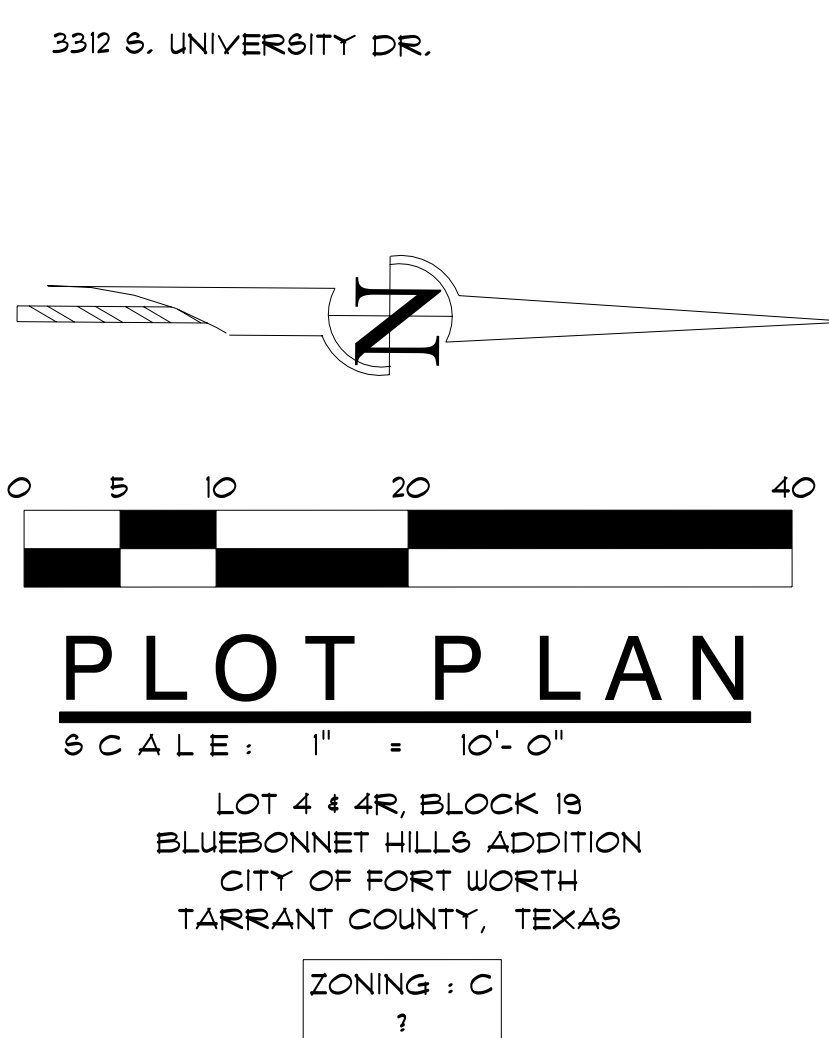 3312 S. UNIVERSITY DR.
N
0 5 10 20 40
PLOT PLAN
SCALE: 1" = 10'-0"
LOT 4 & 4R, BLOCK 19
BLUEBONNET HILLS ADDITION
CITY OF FORT WORTH
TARRANT COUNTY, TEXAS
ZONING : C
?